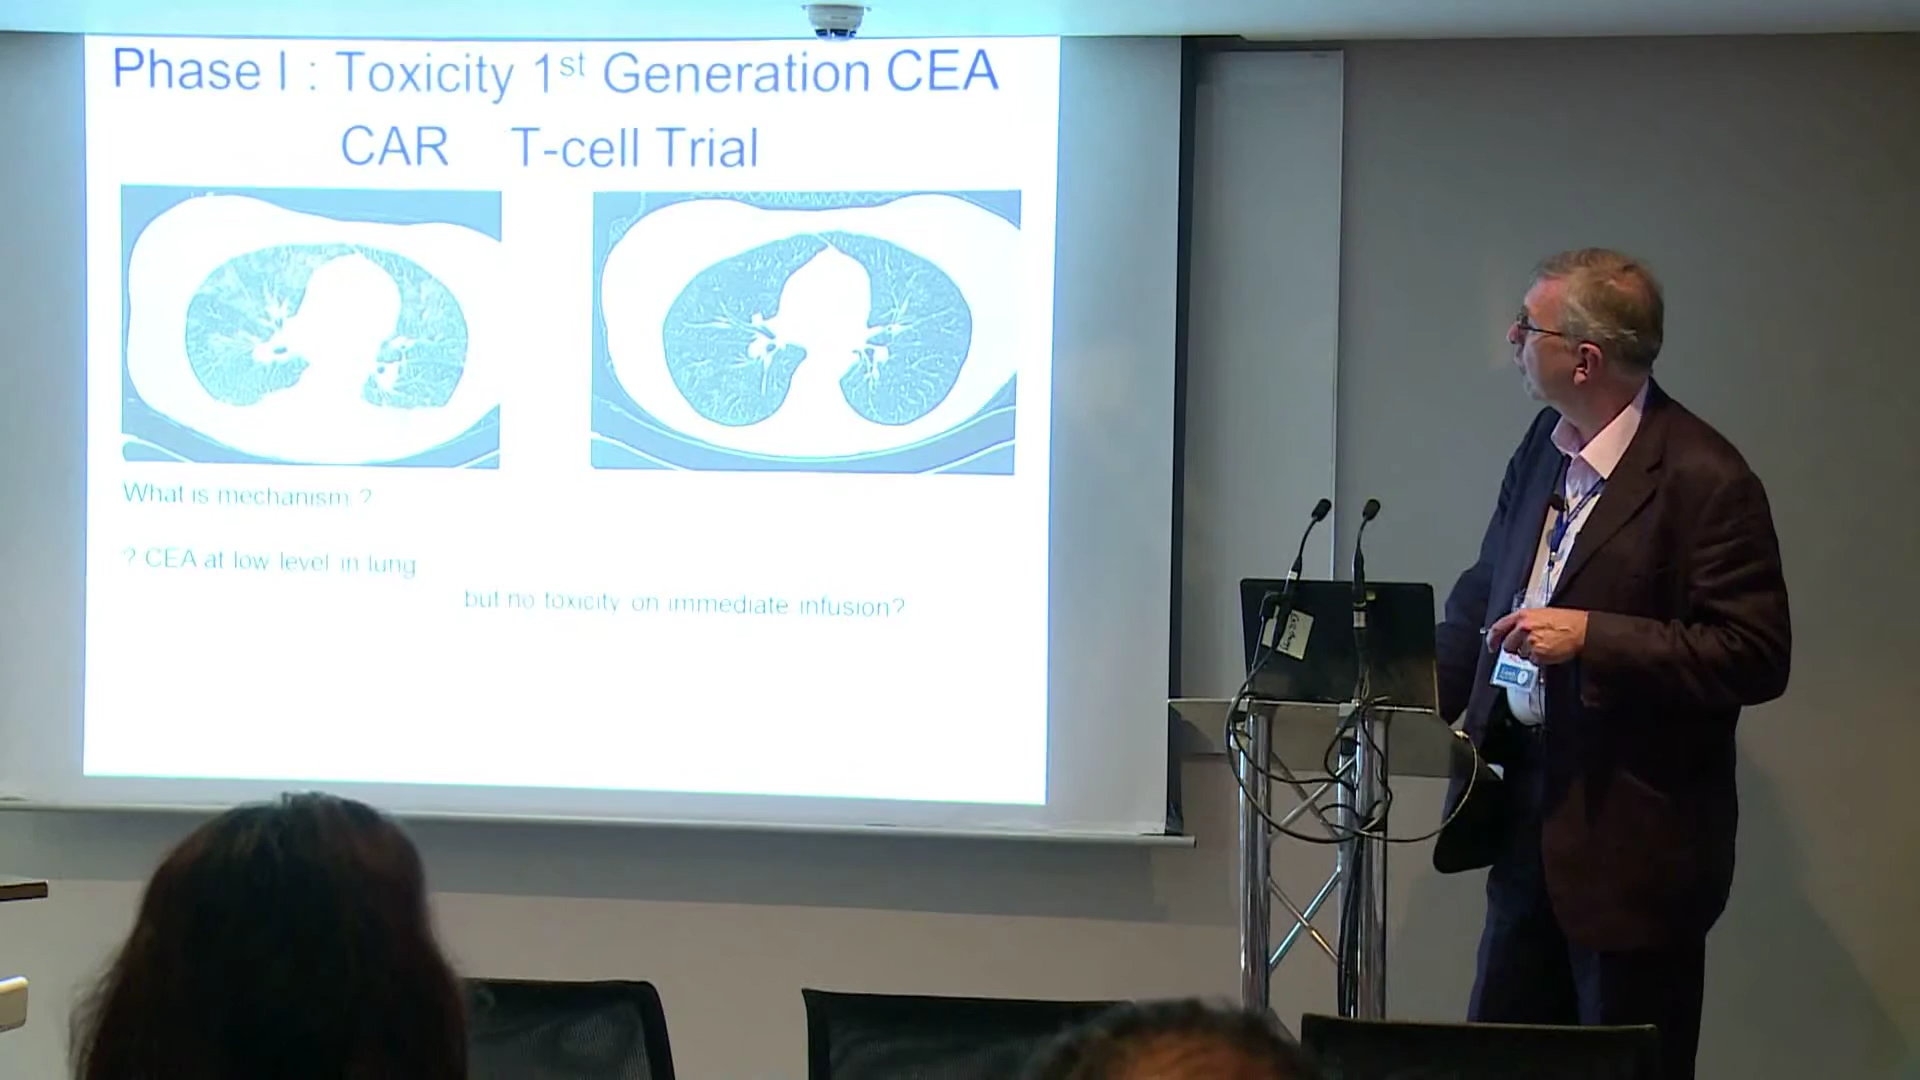 Phase I : Toxicity 1st Generation CEA
CAR T-cell Trial
What is mechanism ?
? CEA at low level in lung
but no toxicity on immediate infusion?